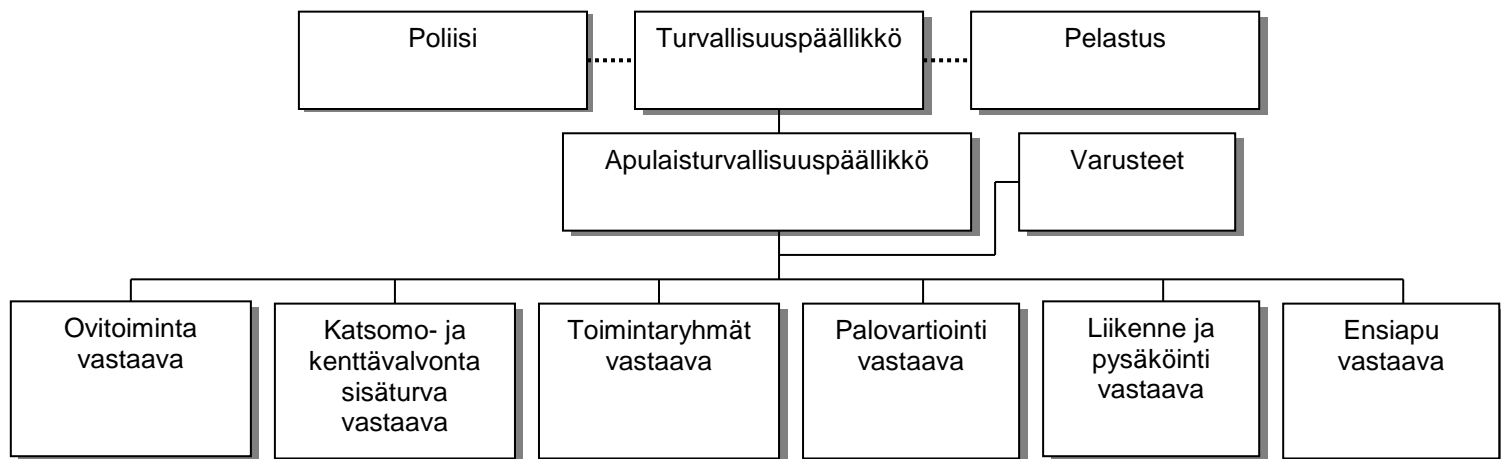 Poliisi
Turvallisuuspäällikkö
Pelastus
Apulaisturvallisuuspäällikkö
Varusteet
Ovitoiminta
vastaava
Katsomo- ja
kenttävalvonta
sisäturva
vastaava
Toimintaryhmät
vastaava
Palovartiointi
vastaava
Liikenne ja
pysäköinti
vastaava
Ensiapu
vastaava